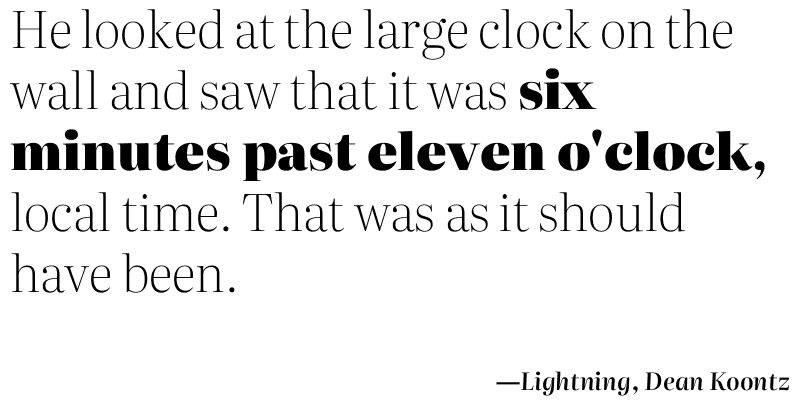 He looked at the large clock on the
wall and saw that it was six
minutes past eleven o'clock,
local time. That was as it should
have been.
—Lightning, Dean Koontz